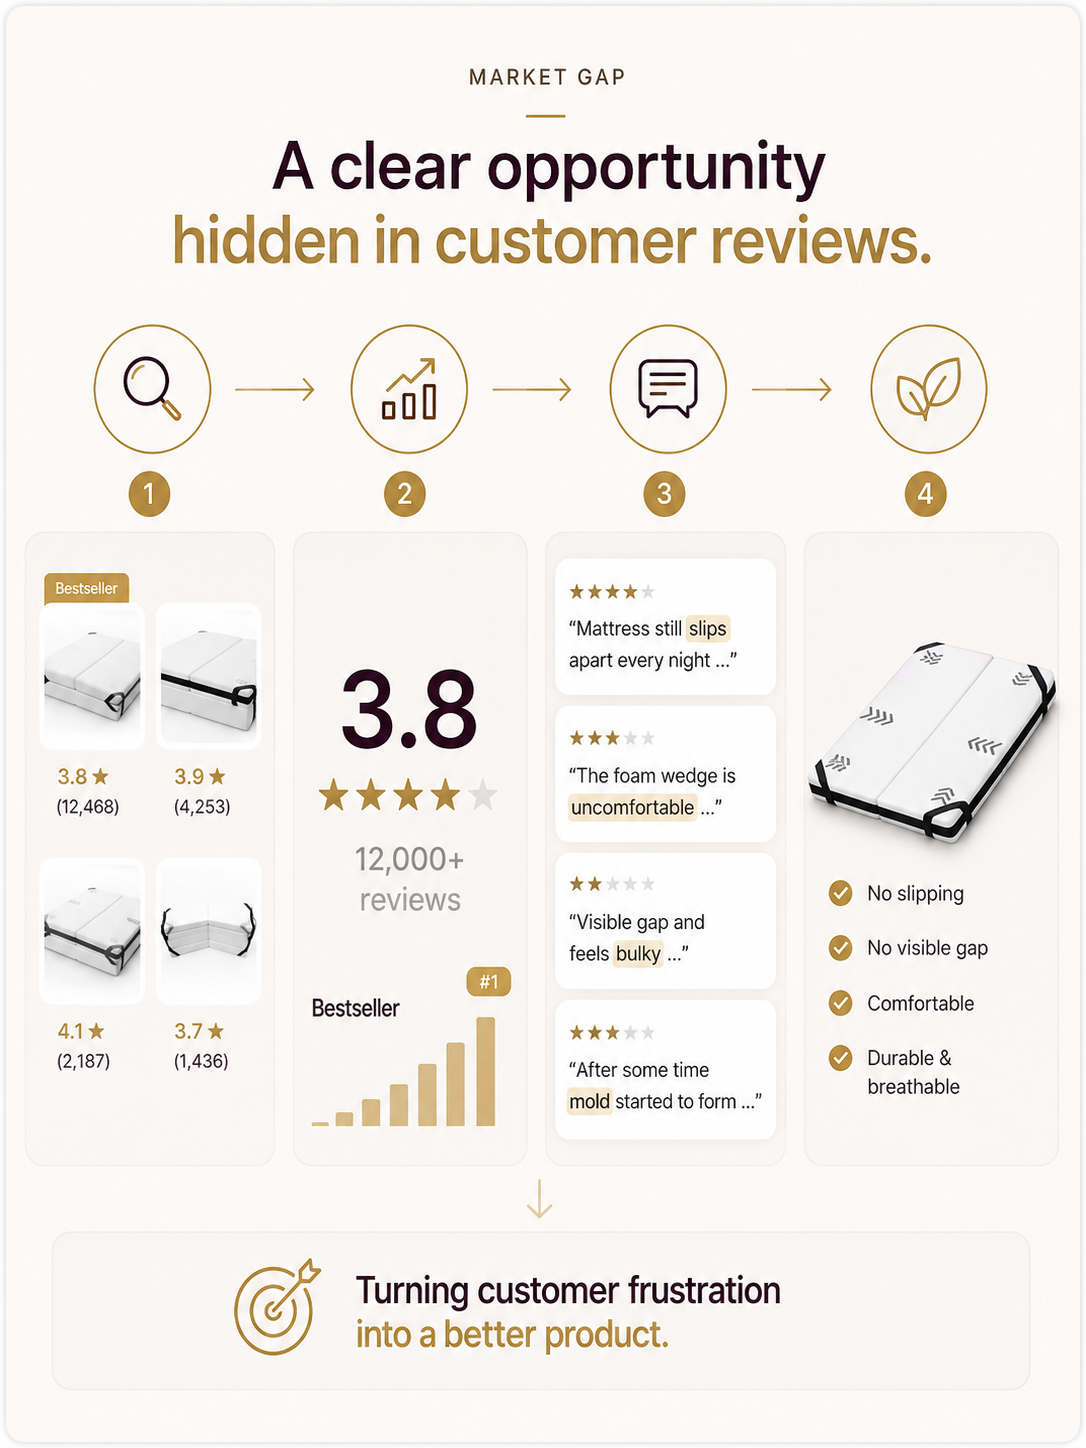 MARKET GAP
A clear opportunity
hidden in customer reviews.
1
2
3
4
Bestseller
3.8 ★
(12,468)
3.9 ★
(4,253)
4.1 ★
(2,187)
3.7 ★
(1,436)
3.8
12,000+
reviews
#1
Bestseller
“Mattress still slips
apart every night ...”
“The foam wedge is
uncomfortable ...”
“Visible gap and
feels bulky ...”
“After some time
mold started to form ...”
No slipping
No visible gap
Comfortable
Durable &
breathable
Turning customer frustration
into a better product.